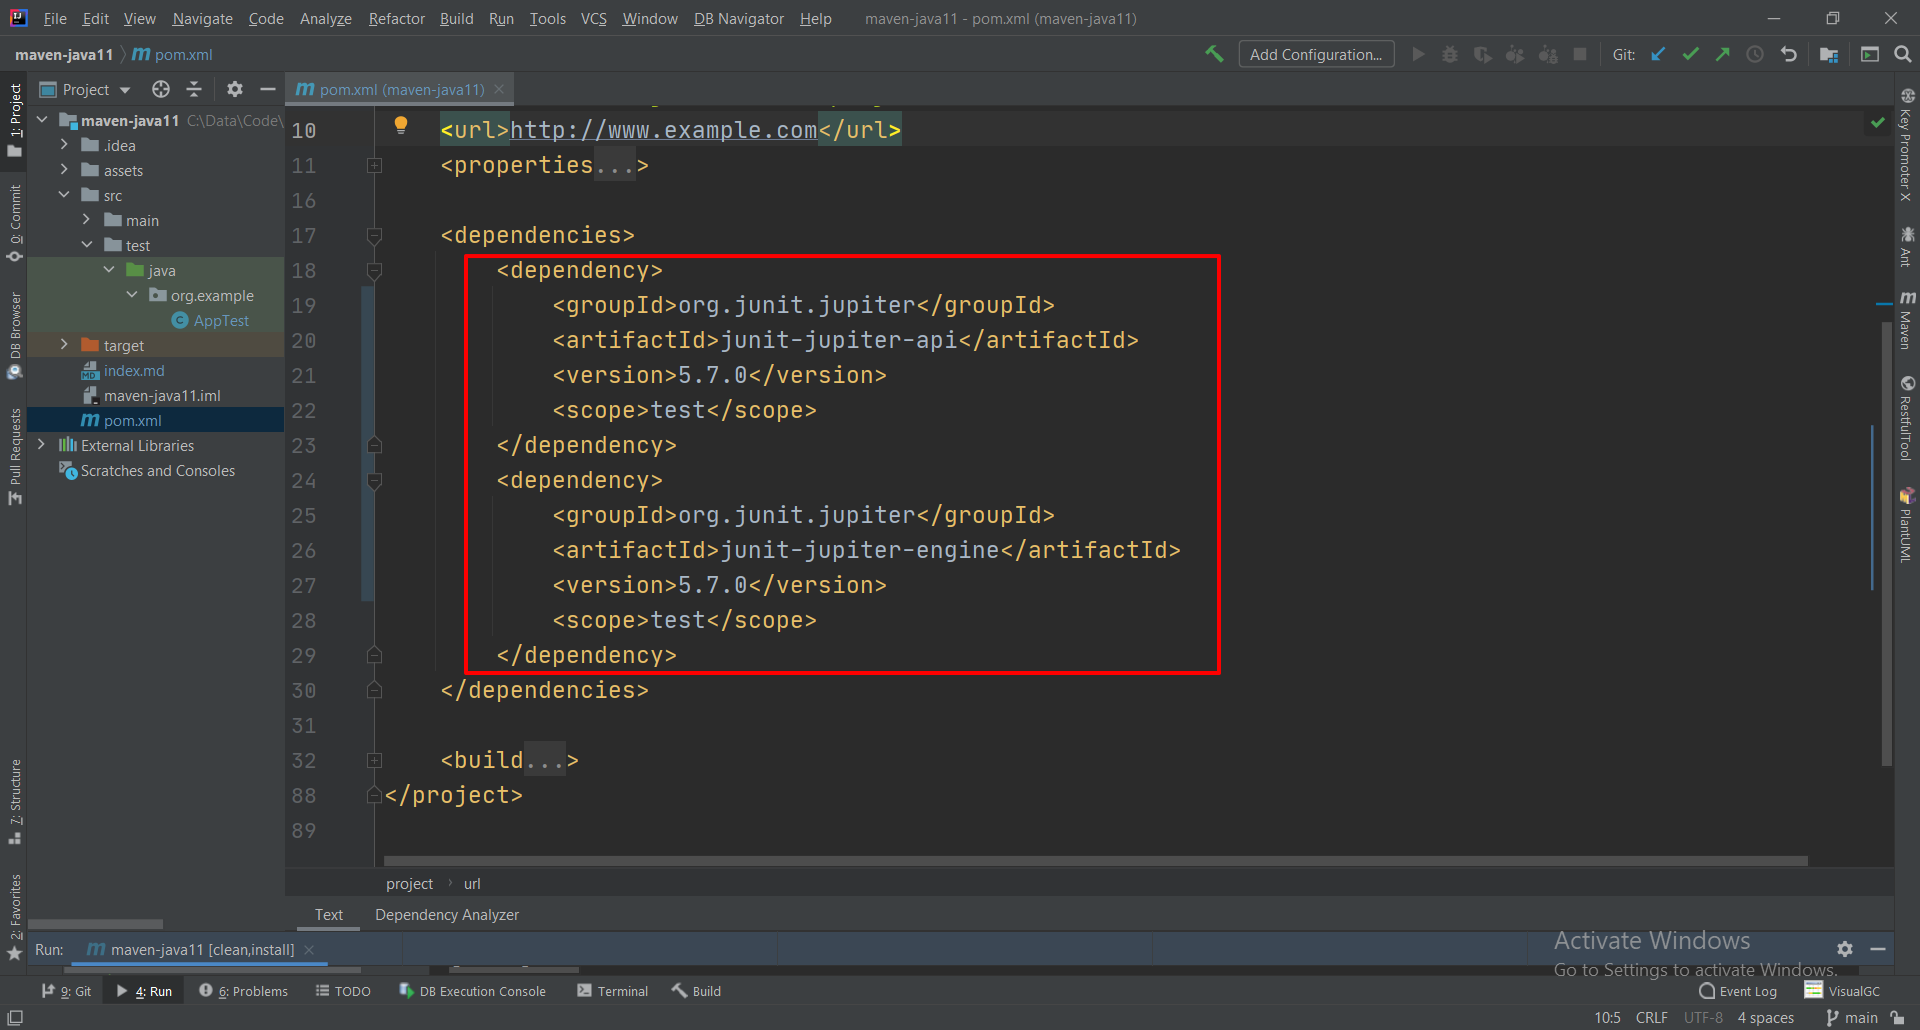 File Edit View Navigate Code Analyze Refactor Build Run Tools VCS Window DB Navigator Help maven-java11 - pom.xml (maven-java11)
maven-java11 pom.xml Add Configuration... Git:
Project pom.xml (maven-java11)
maven-java11 C:\Data\Code\
.idea
assets
src
main
test
java
org.example
AppTest
target
index.md
maven-java11.iml
pom.xml
External Libraries
Scratches and Consoles
1: Project
0: Commit
DB Browser
Pull Requests
7: Structure
2: Favorites
10 <url>http://www.example.com</url>
11 <properties...>
16
17 <dependencies>
18 <dependency>
19 <groupId>org.junit.jupiter</groupId>
20 <artifactId>junit-jupiter-api</artifactId>
21 <version>5.7.0</version>
22 <scope>test</scope>
23 </dependency>
24 <dependency>
25 <groupId>org.junit.jupiter</groupId>
26 <artifactId>junit-jupiter-engine</artifactId>
27 <version>5.7.0</version>
28 <scope>test</scope>
29 </dependency>
30 </dependencies>
31
32 <build...>
88 </project>
89
Key Promoter X
Ant
Maven
RestfulTool
PlantUML
project › url
Text Dependency Analyzer
Run: maven-java11 [clean,install]
Activate Windows
Go to Settings to activate Windows.
9: Git 4: Run 6: Problems TODO DB Execution Console Terminal Build Event Log VisualGC
10:5 CRLF UTF-8 4 spaces main